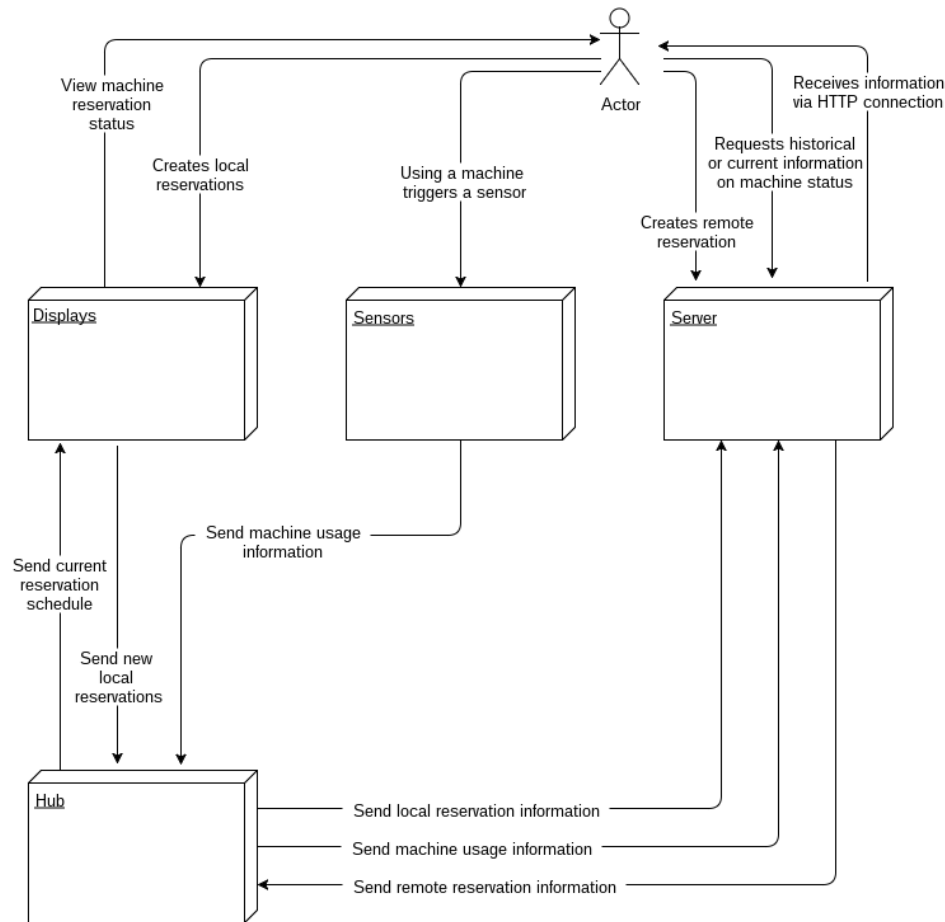 Actor
View machine
reservation
status
Receives information
via HTTP connection
Creates local
reservations
Using a machine
triggers a sensor
Requests historical
or current information
on machine status
Creates remote
reservation
Displays
Sensors
Server
Send machine usage
information
Send current
reservation
schedule
Send new
local
reservations
Hub
Send local reservation information
Send machine usage information
Send remote reservation information